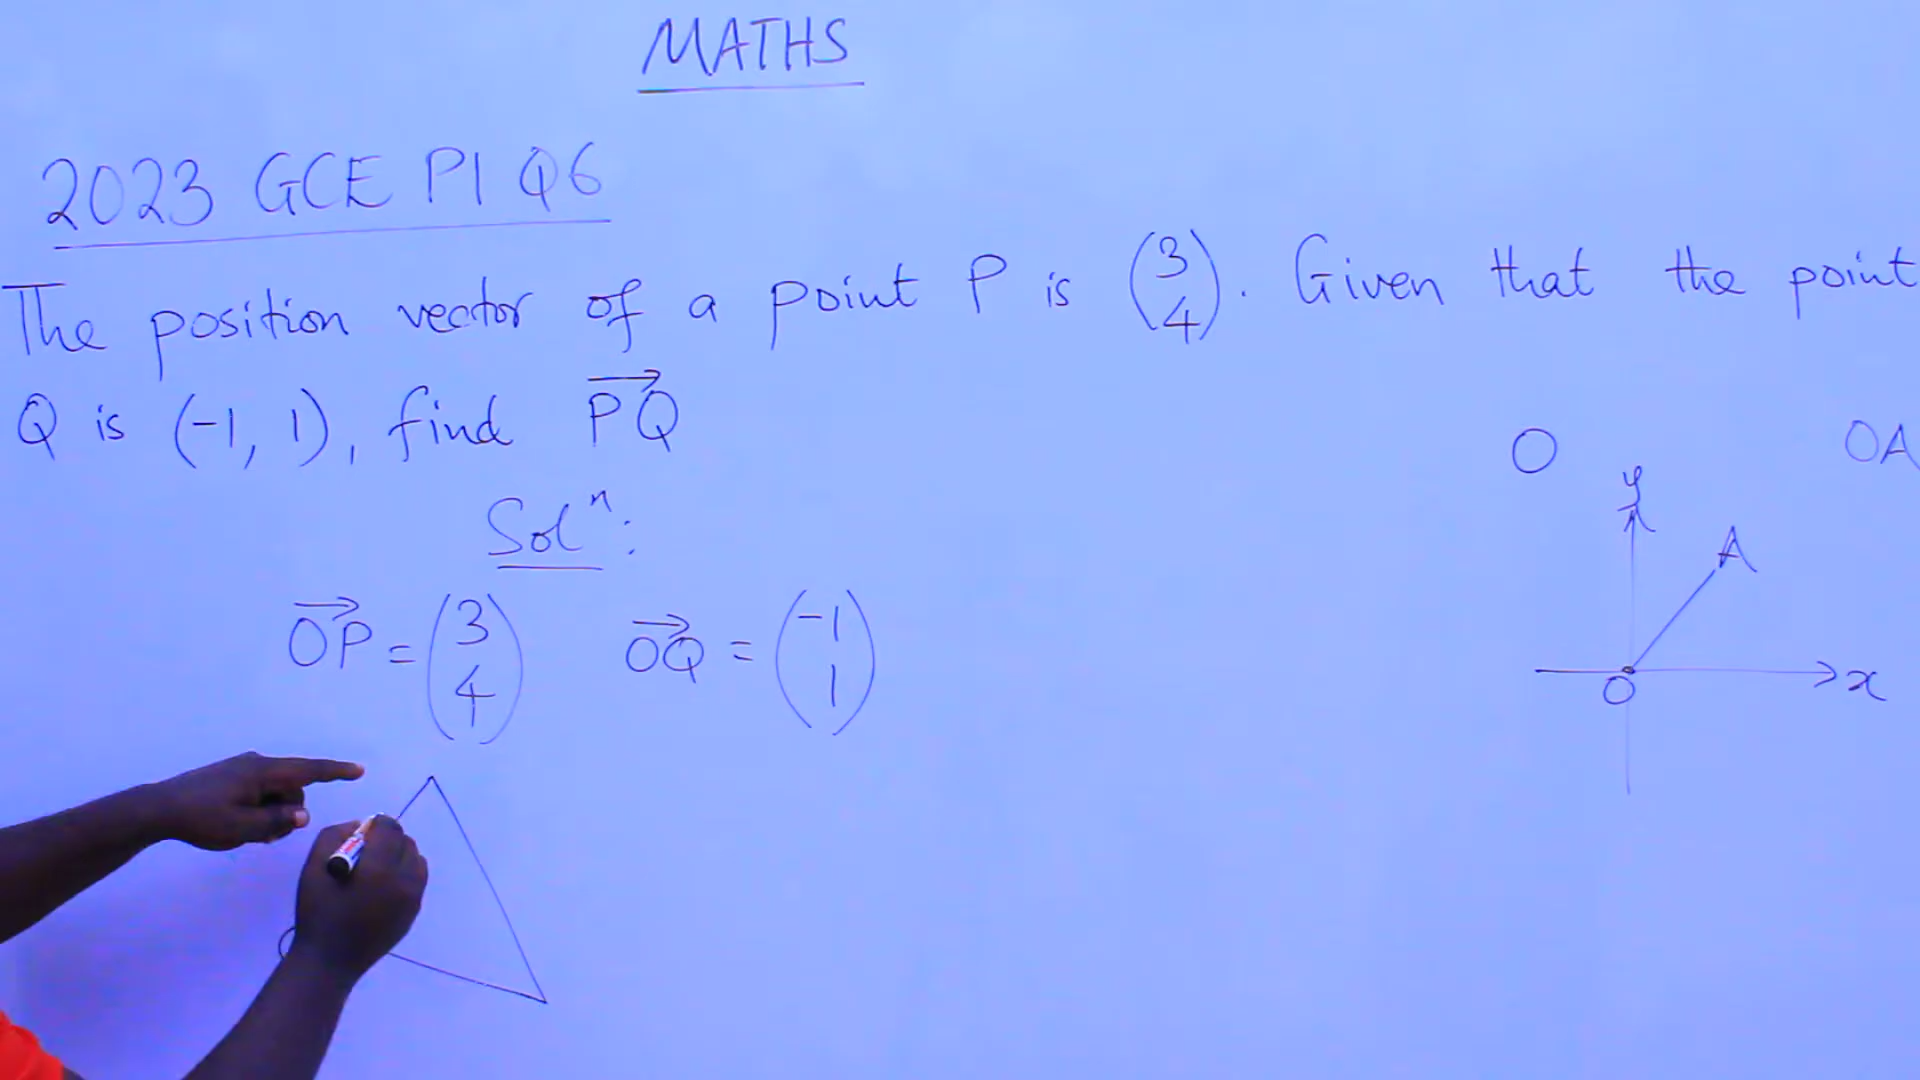 MATHS
2023 GCE P1 Q6
The position vector of a point P is (3 4). Given that the point
Q is (-1, 1), find PQ
Solⁿ:
OP = (3 4) OQ = (-1 1)
O OA
y
A
O x